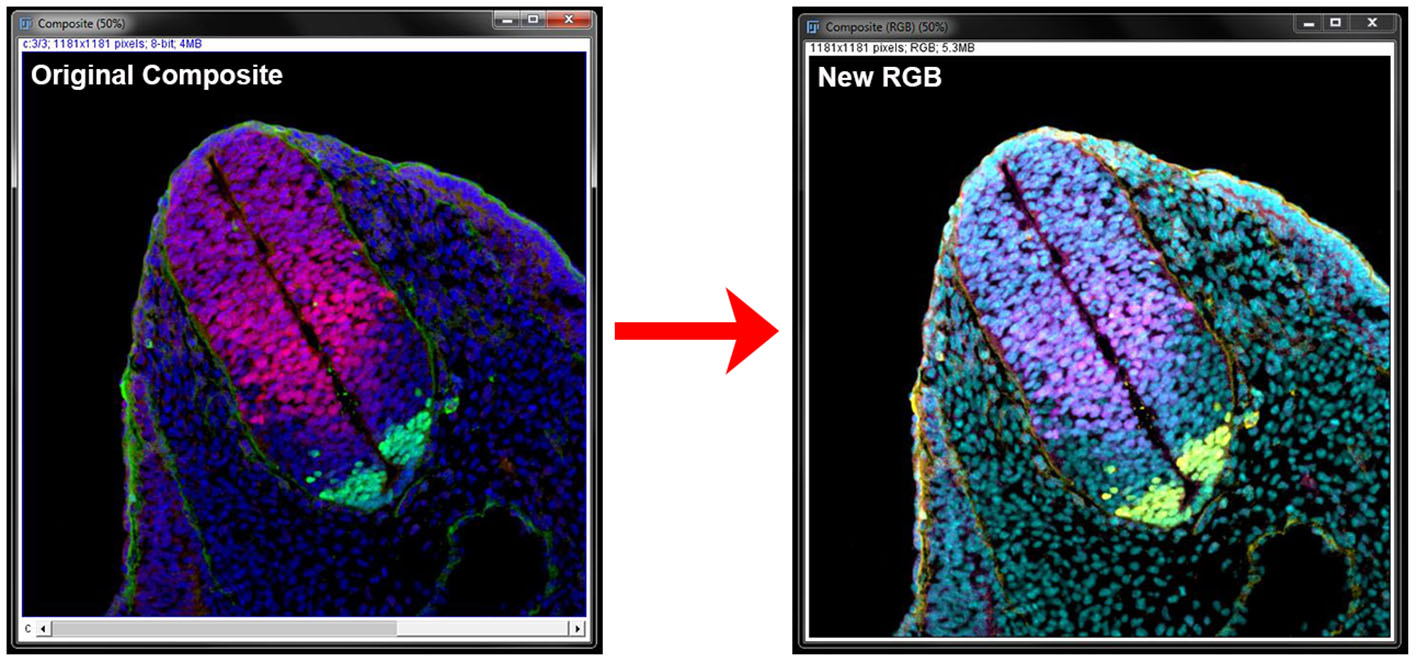 Composite (50%)
c:3/3; 1181x1181 pixels; 8-bit; 4MB
Original Composite
c
Composite (RGB) (50%)
1181x1181 pixels; RGB; 5.3MB
New RGB